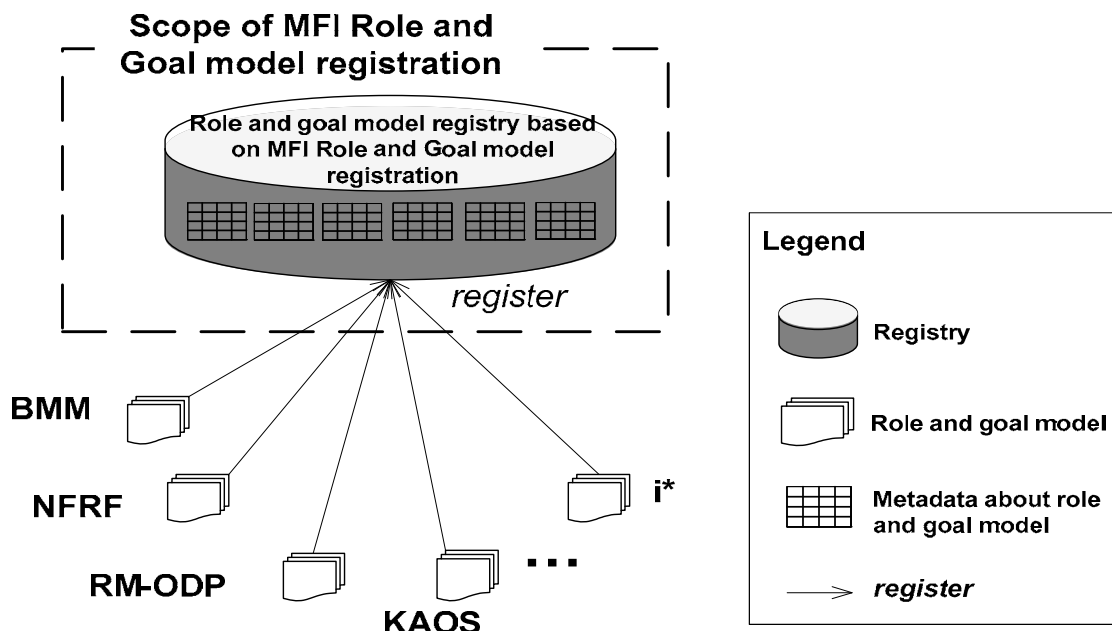 Scope of MFI Role and
Goal model registration
Role and goal model registry based
on MFI Role and Goal model
registration
register
BMM
NFRF
RM-ODP
KAOS
...
i*
Legend
Registry
Role and goal model
Metadata about role
and goal model
register